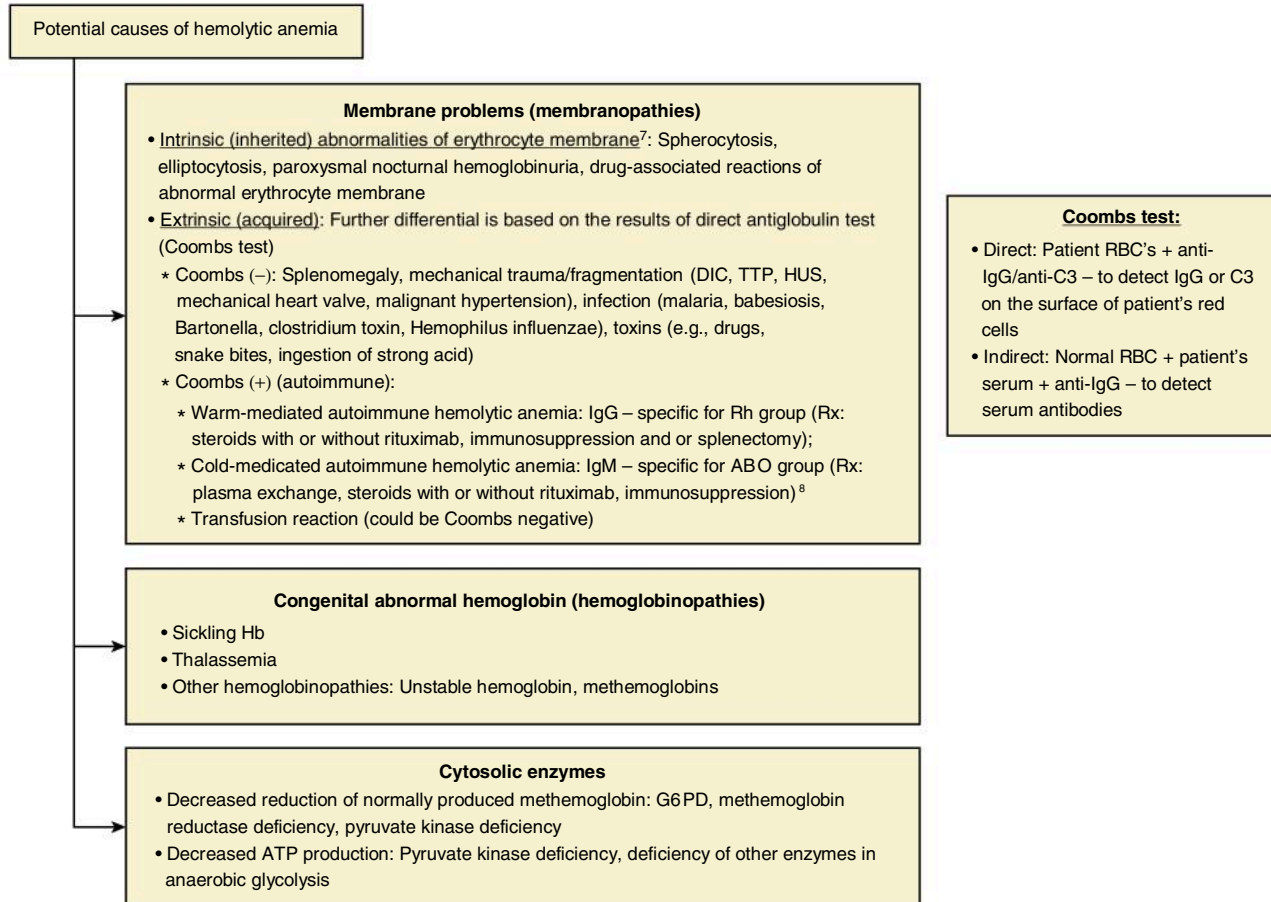 Potential causes of hemolytic anemia
Membrane problems (membranopathies)
• Intrinsic (inherited) abnormalities of erythrocyte membrane⁷: Spherocytosis,
elliptocytosis, paroxysmal nocturnal hemoglobinuria, drug-associated reactions of
abnormal erythrocyte membrane
• Extrinsic (acquired): Further differential is based on the results of direct antiglobulin test
(Coombs test)
* Coombs (–): Splenomegaly, mechanical trauma/fragmentation (DIC, TTP, HUS,
mechanical heart valve, malignant hypertension), infection (malaria, babesiosis,
Bartonella, clostridium toxin, Hemophilus influenzae), toxins (e.g., drugs,
snake bites, ingestion of strong acid)
* Coombs (+) (autoimmune):
* Warm-mediated autoimmune hemolytic anemia: IgG – specific for Rh group (Rx:
steroids with or without rituximab, immunosuppression and or splenectomy);
* Cold-medicated autoimmune hemolytic anemia: IgM – specific for ABO group (Rx:
plasma exchange, steroids with or without rituximab, immunosuppression)⁸
* Transfusion reaction (could be Coombs negative)
Coombs test:
• Direct: Patient RBC's + anti-
IgG/anti-C3 – to detect IgG or C3
on the surface of patient's red
cells
• Indirect: Normal RBC + patient's
serum + anti-IgG – to detect
serum antibodies
Congenital abnormal hemoglobin (hemoglobinopathies)
• Sickling Hb
• Thalassemia
• Other hemoglobinopathies: Unstable hemoglobin, methemoglobins
Cytosolic enzymes
• Decreased reduction of normally produced methemoglobin: G6PD, methemoglobin
reductase deficiency, pyruvate kinase deficiency
• Decreased ATP production: Pyruvate kinase deficiency, deficiency of other enzymes in
anaerobic glycolysis